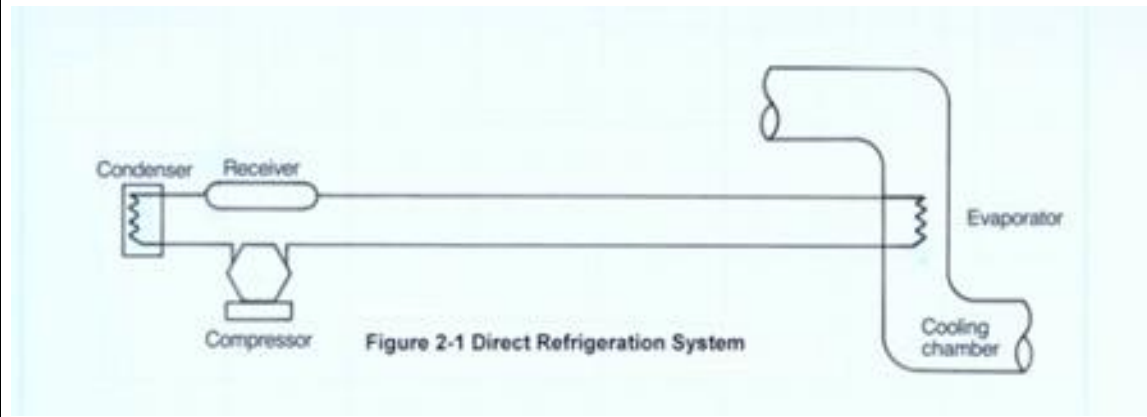 Condenser
Receiver
Evaporator
Compressor
Figure 2-1 Direct Refrigeration System
Cooling
chamber